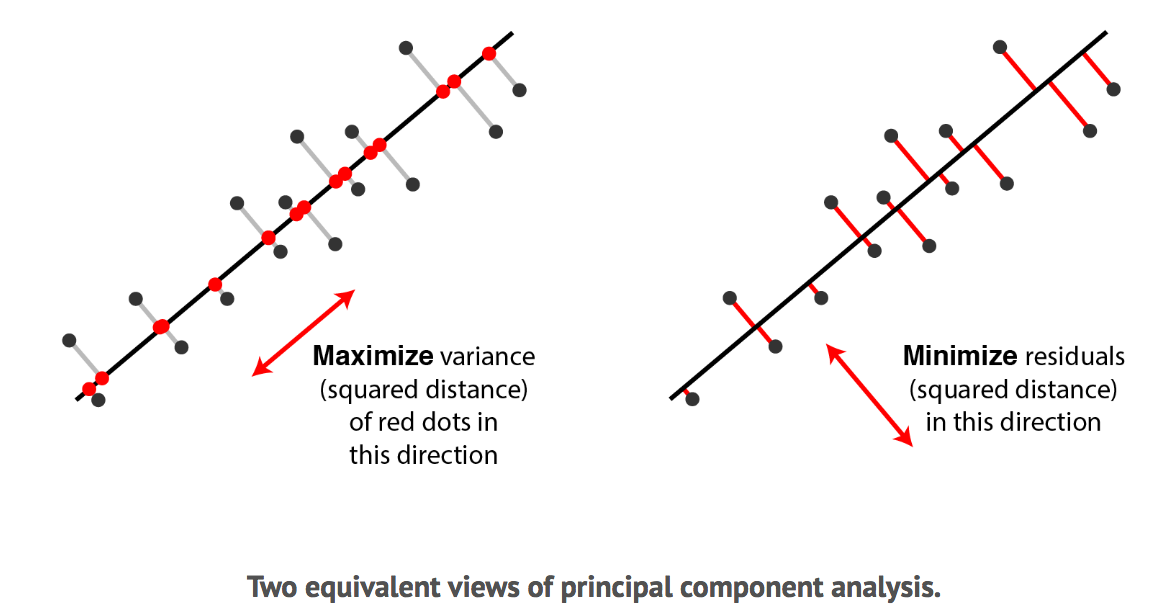 Maximize variance
(squared distance)
of red dots in
this direction
Minimize residuals
(squared distance)
in this direction
Two equivalent views of principal component analysis.